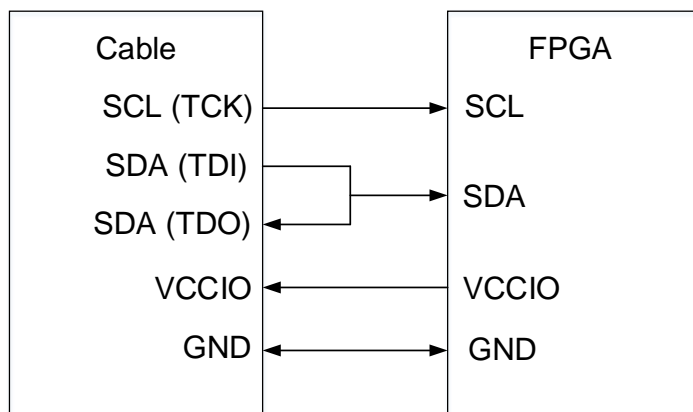 Cable
SCL (TCK)
SDA (TDI)
SDA (TDO)
VCCIO
GND
FPGA
SCL
SDA
VCCIO
GND